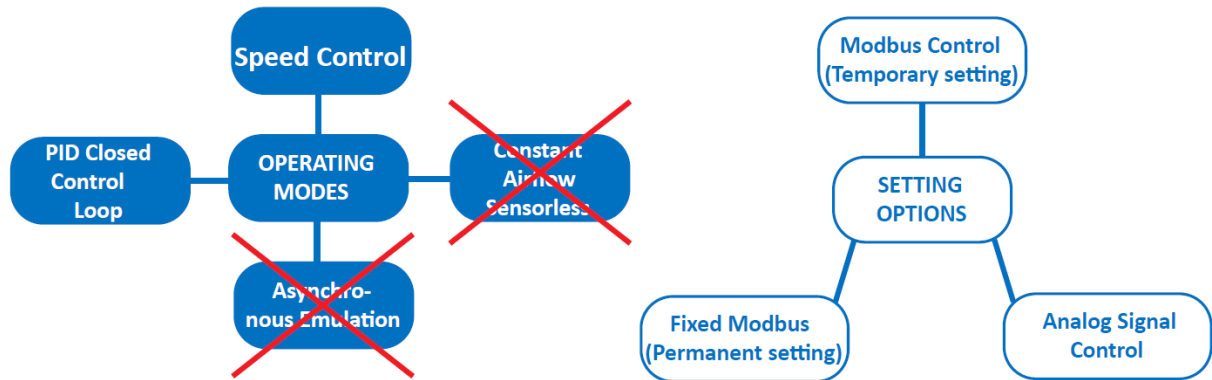 Speed Control
PID Closed
Control
Loop
OPERATING
MODES
Constant
Airflow
Sensorless
Asynchro-
nous Emulation
Modbus Control
(Temporary setting)
SETTING
OPTIONS
Fixed Modbus
(Permanent setting)
Analog Signal
Control